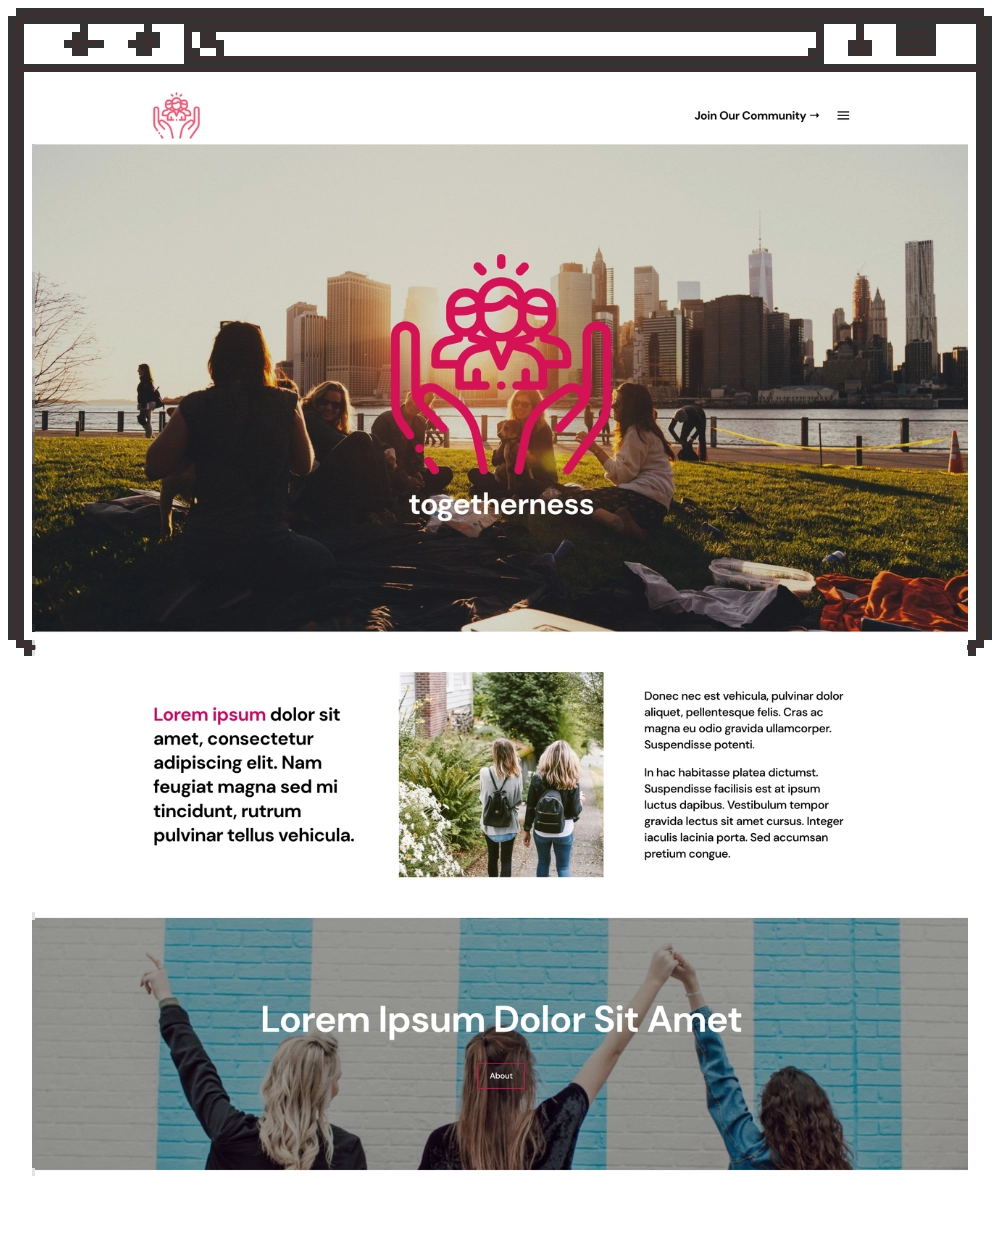 Join Our Community →
togetherness
Lorem ipsum dolor sit
amet, consectetur
adipiscing elit. Nam
feugiat magna sed mi
tincidunt, rutrum
pulvinar tellus vehicula.
Donec nec est vehicula, pulvinar dolor
aliquet, pellentesque felis. Cras ac
magna eu odio gravida ullamcorper.
Suspendisse potenti.
In hac habitasse platea dictumst.
Suspendisse facilisis est at ipsum
luctus dapibus. Vestibulum tempor
gravida lectus sit amet cursus. Integer
iaculis lacinia porta. Sed accumsan
pretium congue.
Lorem Ipsum Dolor Sit Amet
About